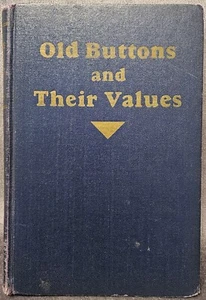 Old Buttons
and
Their Values